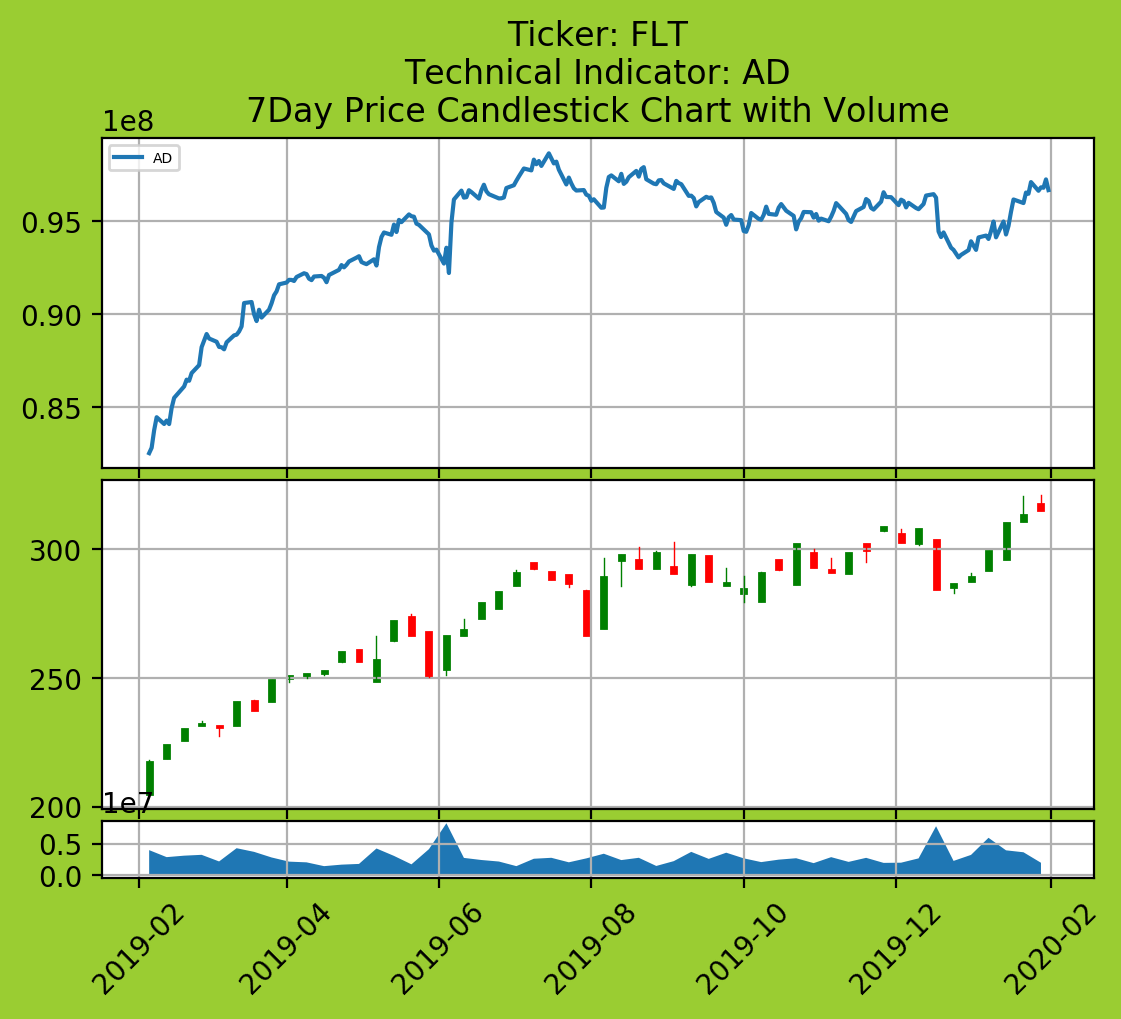 Ticker: FLT
Technical Indicator: AD
7Day Price Candlestick Chart with Volume
1e8
AD
0.95
0.90
0.85
300
250
200
1e7
0.5
0.0
2019-02
2019-04
2019-06
2019-08
2019-10
2019-12
2020-02